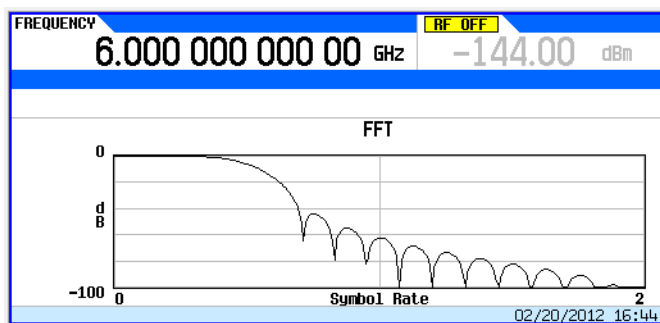 FREQUENCY
6.000 000 000 00 GHz
RF OFF
-144.00 dBm
FFT
0
dB
-100
0
Symbol Rate
2
02/20/2012 16:44